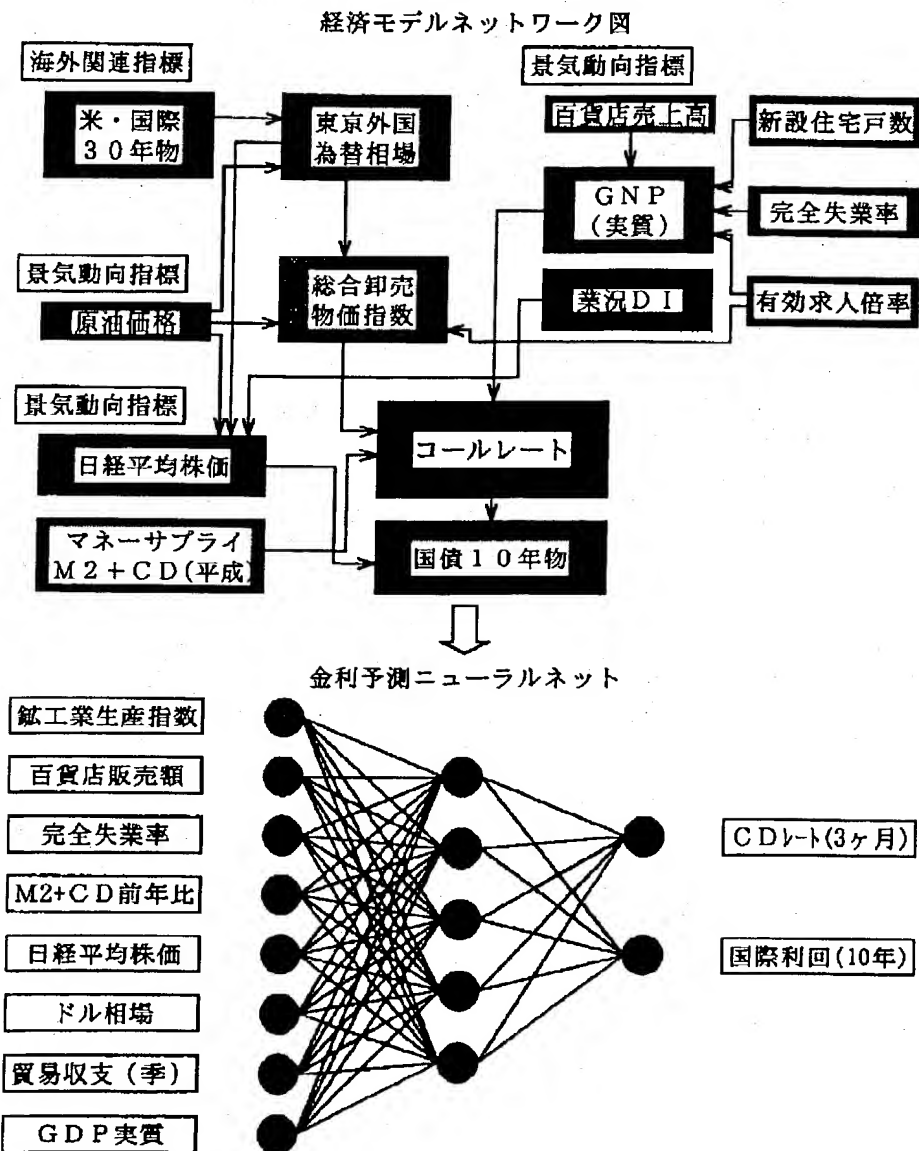 経済モデルネットワーク図
海外関連指標
景気動向指標
米・国際
30年物
東京外国
為替相場
百貨店売上高
新設住宅戸数
GNP
(実質)
完全失業率
景気動向指標
原油価格
総合卸売
物価指数
業況DI
有効求人倍率
景気動向指標
日経平均株価
コールレート
マネーサプライ
M2+CD(平成)
国債10年物
金利予測ニューラルネット
鉱工業生産指数
百貨店販売額
完全失業率
M2+CD前年比
日経平均株価
ドル相場
貿易収支(季)
GDP実質
CDレート(3ヶ月)
国際利回(10年)